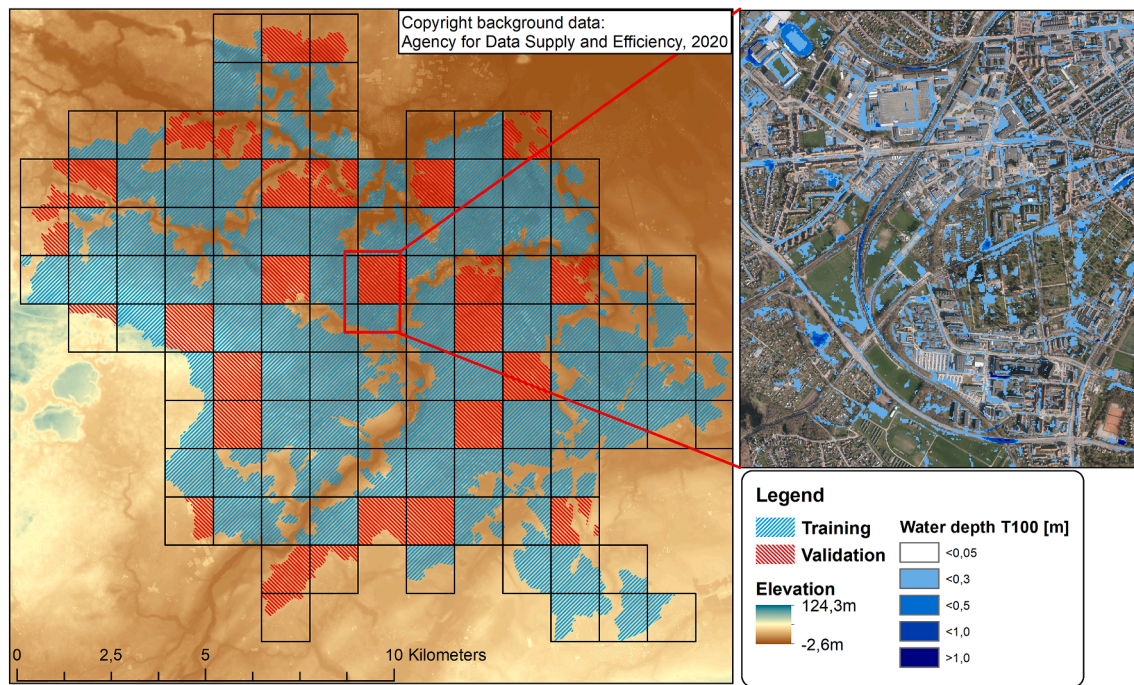 Copyright background data:
Agency for Data Supply and Efficiency, 2020
0 2,5 5 10 Kilometers
Legend
Training
Validation
Elevation
124,3m
-2,6m
Water depth T100 [m]
<0,05
<0,3
<0,5
<1,0
>1,0